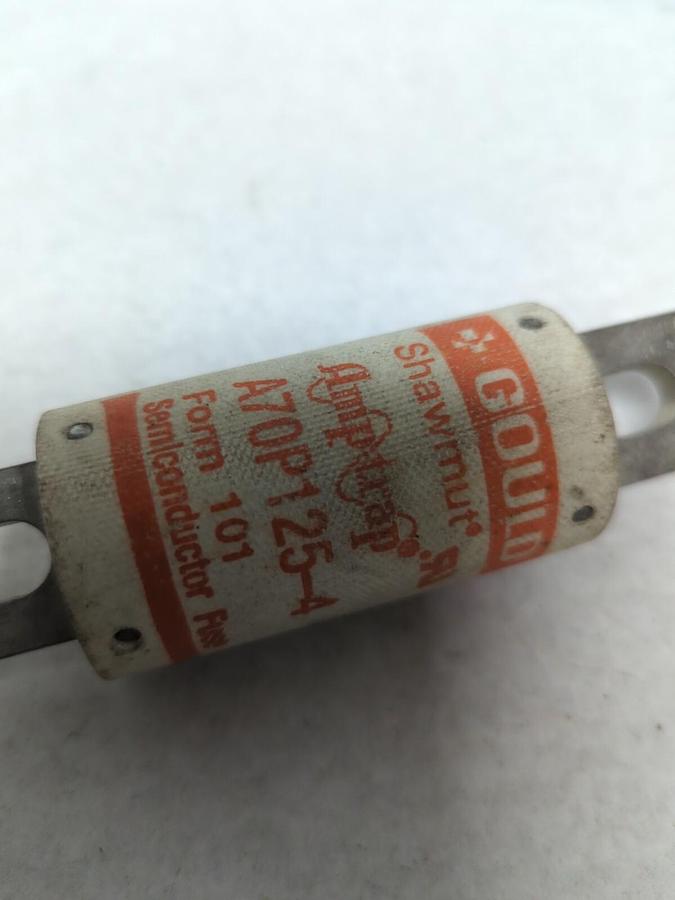 GOULD
Shawmut®
Amp-trap®
A70P125-4
Form 101
Semiconductor Fuse